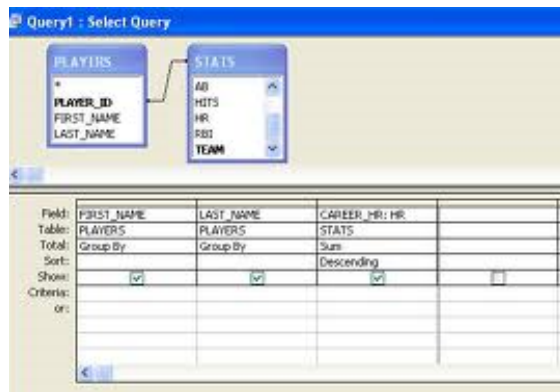 Query1 : Select Query
PLAYERS
*
PLAYER_ID
FIRST_NAME
LAST_NAME
STATS
AB
HITS
HR
RBI
TEAM
Field: FIRST_NAME LAST_NAME CAREER_HR: HR
Table: PLAYERS PLAYERS STATS
Total: Group By Group By Sum
Sort: Descending
Show:
Criteria:
or: